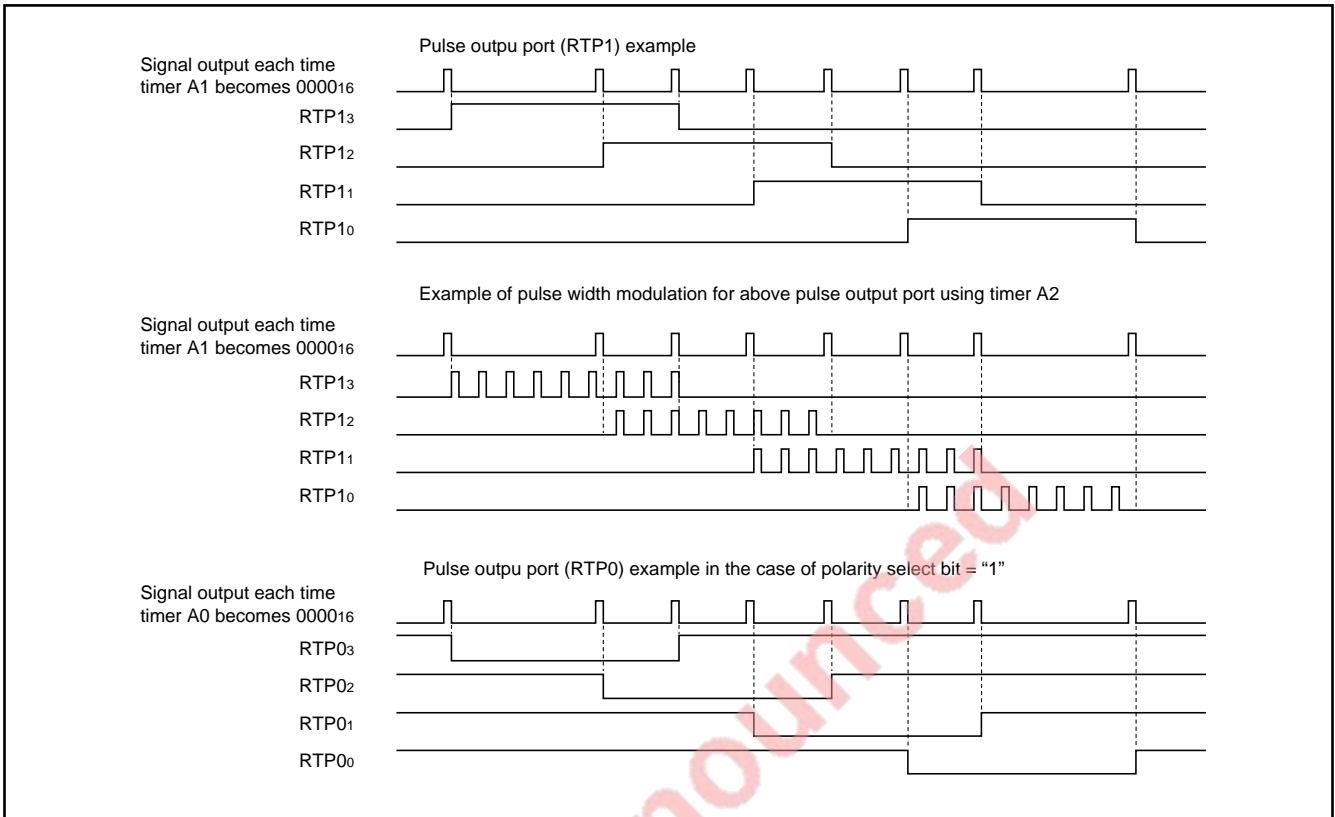 Pulse outpu port (RTP1) example
Signal output each time
timer A1 becomes 0000₁₆
RTP1₃
RTP1₂
RTP1₁
RTP1₀
Example of pulse width modulation for above pulse output port using timer A2
Signal output each time
timer A1 becomes 0000₁₆
RTP1₃
RTP1₂
RTP1₁
RTP1₀
Pulse outpu port (RTP0) example in the case of polarity select bit = “1”
Signal output each time
timer A0 becomes 0000₁₆
RTP0₃
RTP0₂
RTP0₁
RTP0₀
nounced